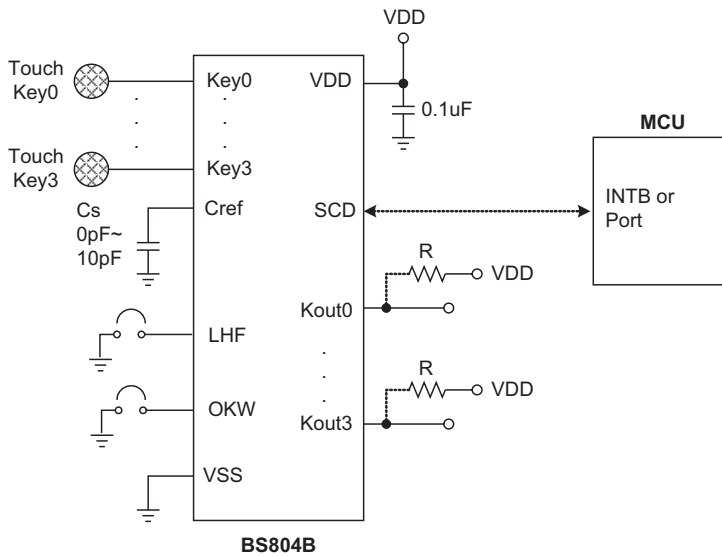 VDD
Touch
Key0
Key0
VDD
0.1uF
MCU
Touch
Key3
Key3
Cs
0pF~
10pF
Cref
SCD
INTB or
Port
R
VDD
Kout0
LHF
R
VDD
OKW
Kout3
VSS
BS804B